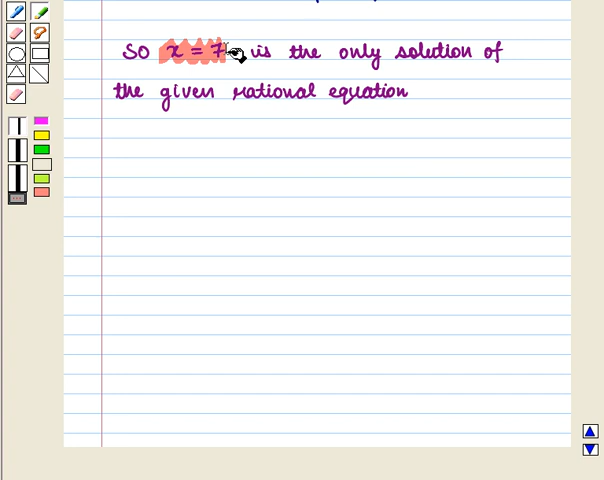 So x = 7 is the only solution of
the given rational equation